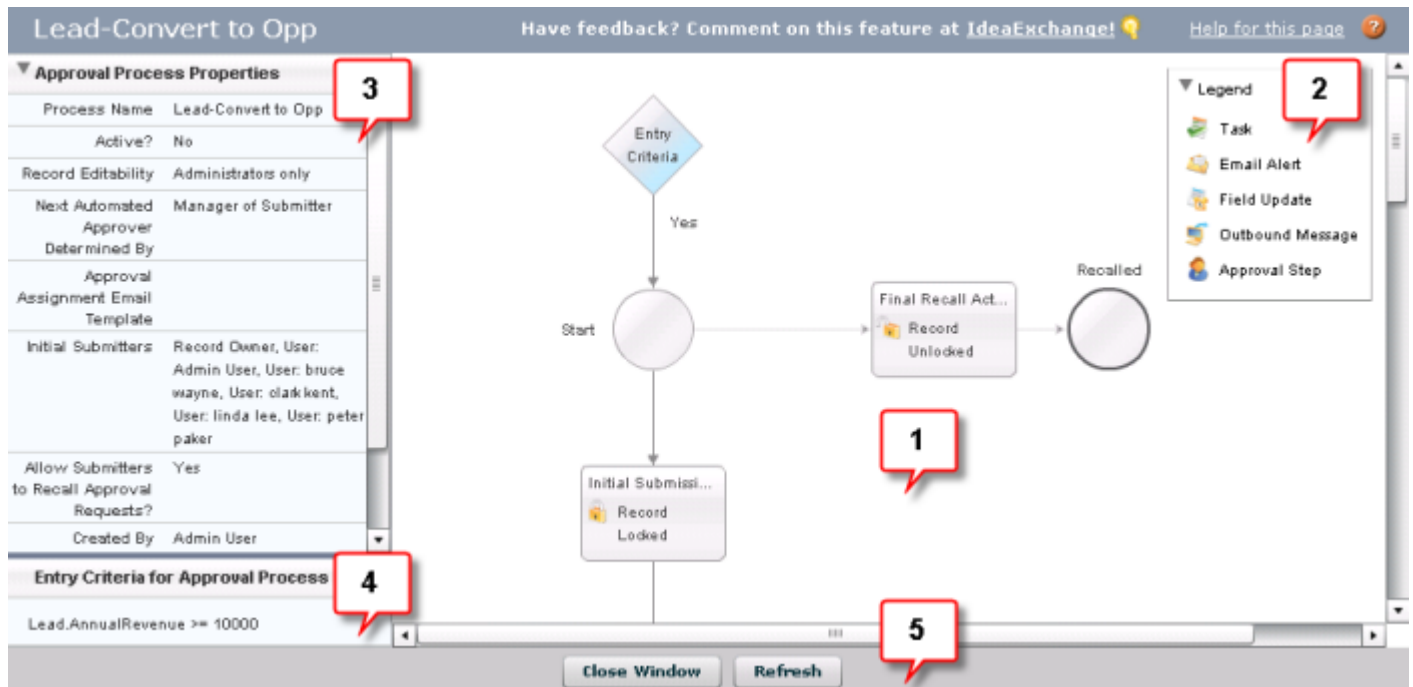 Lead-Convert to Opp
Have feedback? Comment on this feature at IdeaExchange!
Help for this page
?
Approval Process Properties
3
Process Name
Lead-Convert to Opp
Active?
No
Record Editability
Administrators only
Next Automated
Approver
Determined By
Manager of Submitter
Approval
Assignment Email
Template
Initial Submitters
Record Owner, User:
Admin User, User: bruce
wayne, User: clark kent,
User: linda lee, User: peter
paker
Allow Submitters
to Recall Approval
Requests?
Yes
Created By
Admin User
Entry Criteria for Approval Process
4
Lead.AnnualRevenue >= 10000
Entry
Criteria
Yes
Start
Final Recall Act...
Record
Unlocked
Recalled
1
Initial Submissi...
Record
Locked
Legend
2
Task
Email Alert
Field Update
Outbound Message
Approval Step
5
Close Window
Refresh